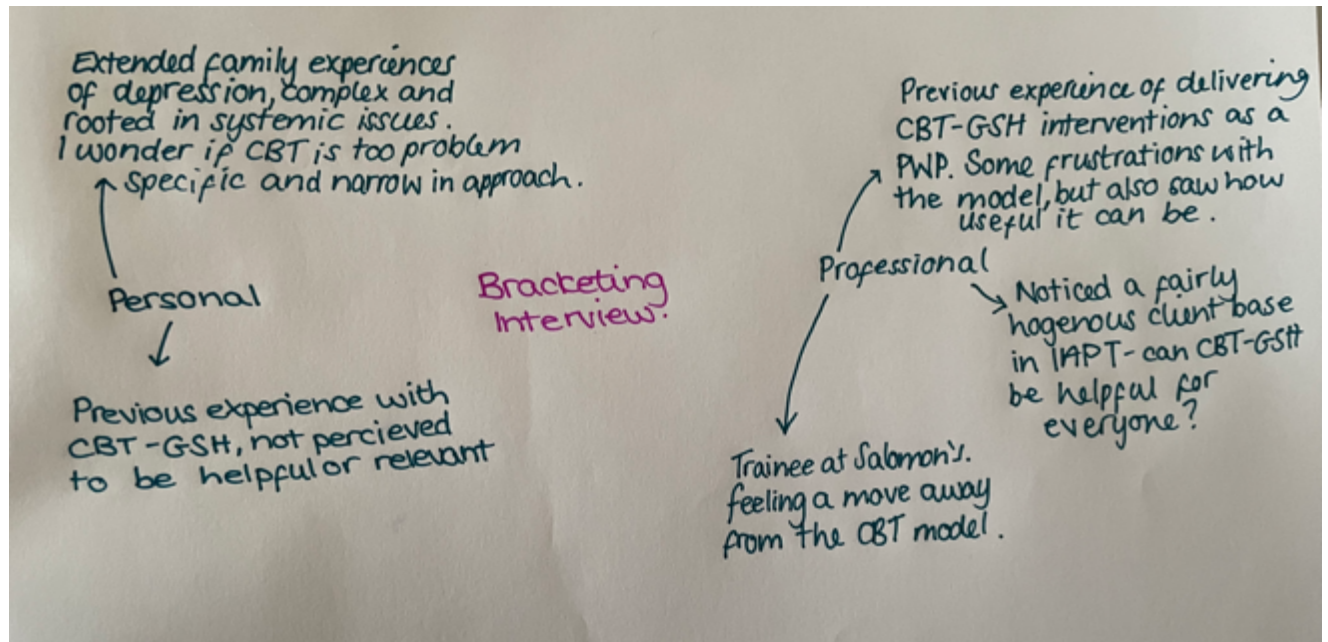 Extended family experiences
of depression, complex and
rooted in systemic issues.
I wonder if CBT is too problem
specific and narrow in approach.
Personal
Previous experience with
CBT-GSH, not percieved
to be helpful or relevant
Bracketing
Interview.
Previous experience of delivering
CBT-GSH interventions as a
PWP. Some frustrations with
the model, but also saw how
useful it can be.
Professional
Noticed a fairly
hogenous client base
in IAPT - can CBT-GSH
be helpful for
everyone?
Trainee at Salomon's.
feeling a move away
from the CBT model.